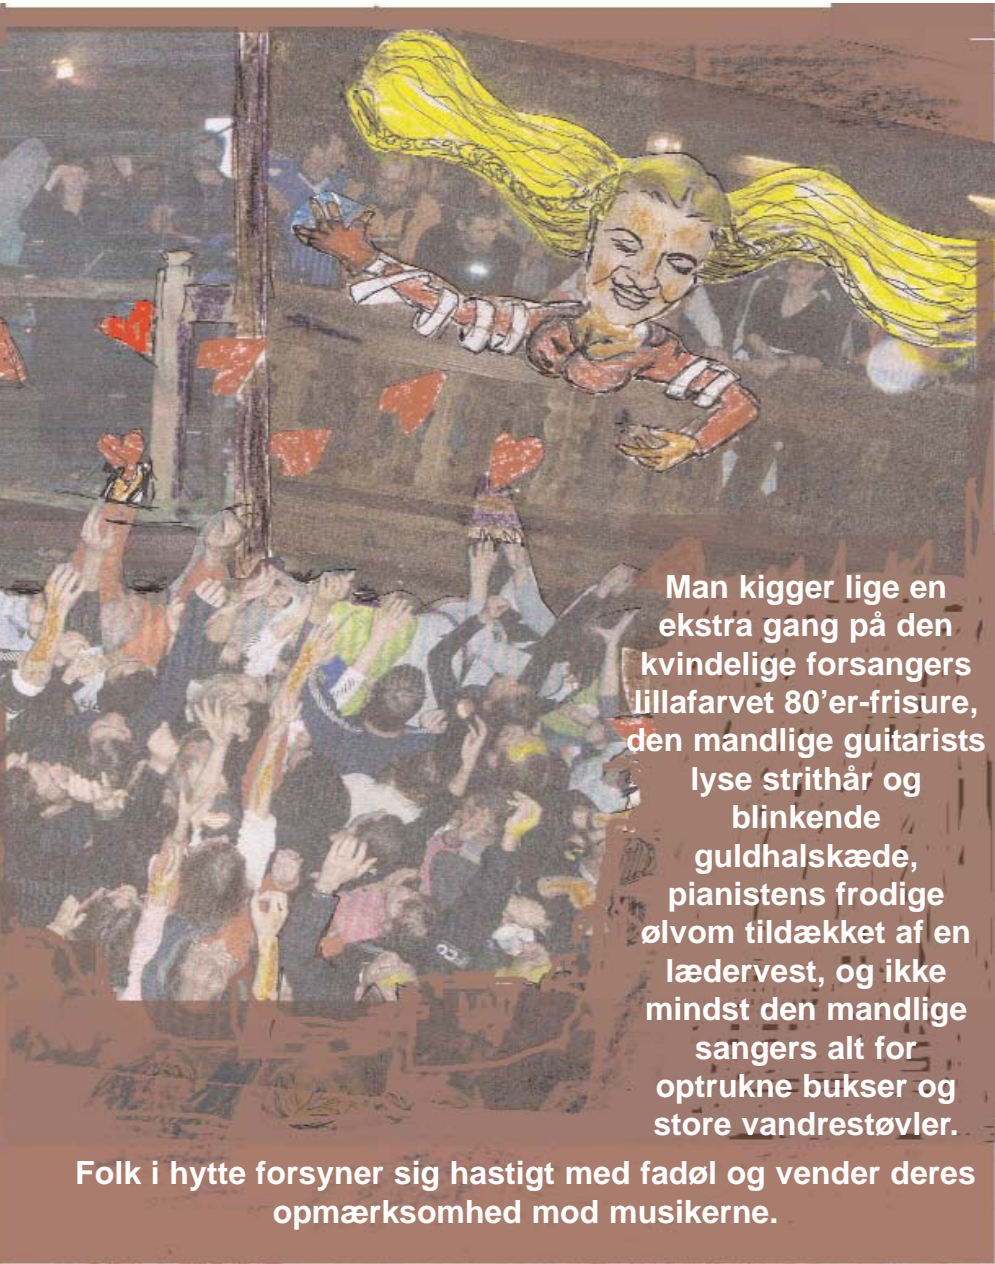 Man kigger lige en
ekstra gang på den
kvindelige forsangers
lillafarvet 80’er-frisure,
den mandlige guitarists
lyse strithår og
blinkende
guldhalskæde,
pianistens frodige
ølvom tildækket af en
lædervest, og ikke
mindst den mandlige
sangers alt for
optrukne bukser og
store vandrestøvler.
Folk i hytte forsyner sig hastigt med fadøl og vender deres
opmærksomhed mod musikerne.